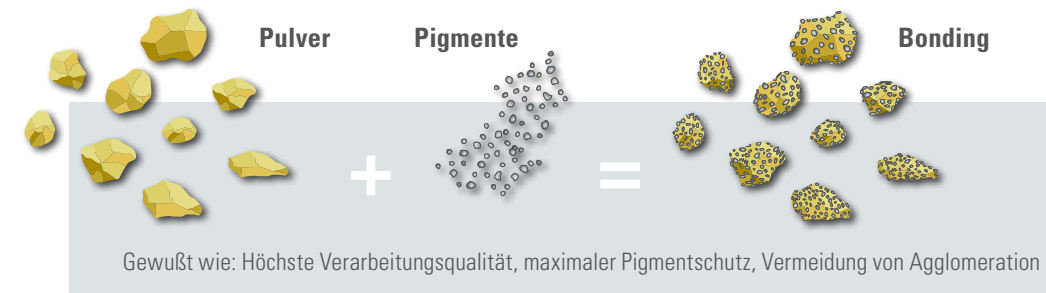 Pulver
Pigmente
Bonding
+
=
Gewußt wie: Höchste Verarbeitungsqualität, maximaler Pigmentschutz, Vermeidung von Agglomeration